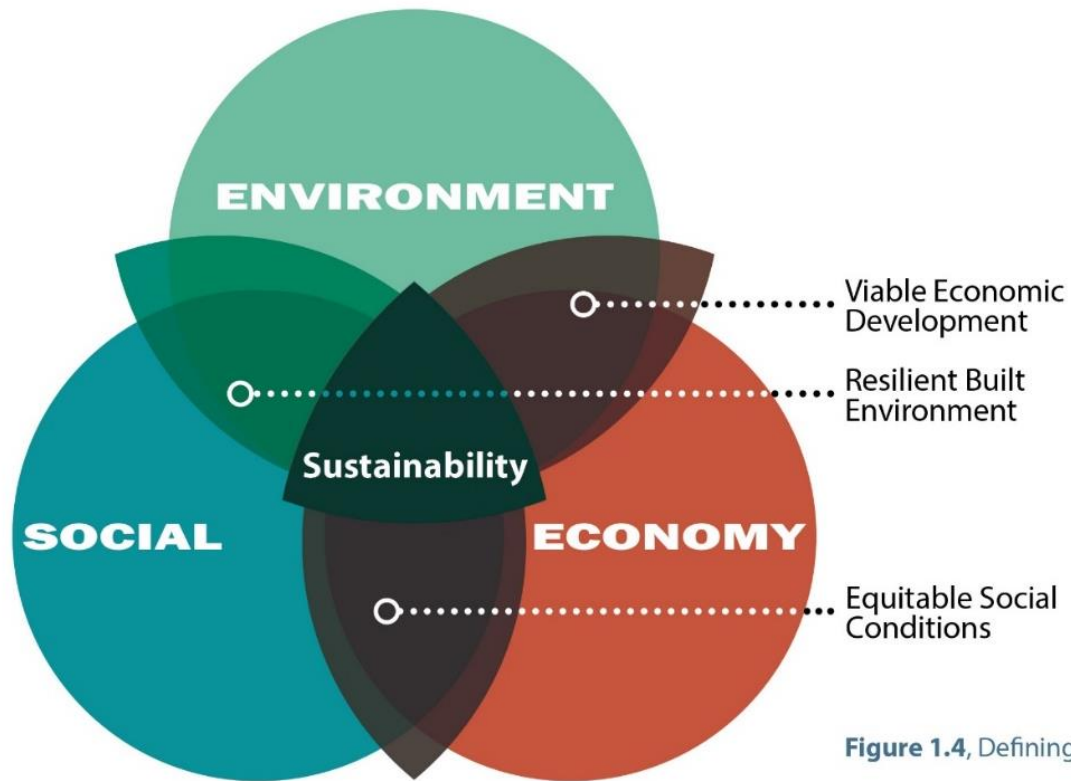 ENVIRONMENT
Viable Economic
Development
Resilient Built
Environment
Sustainability
SOCIAL
ECONOMY
Equitable Social
Conditions
Figure 1.4, Defining